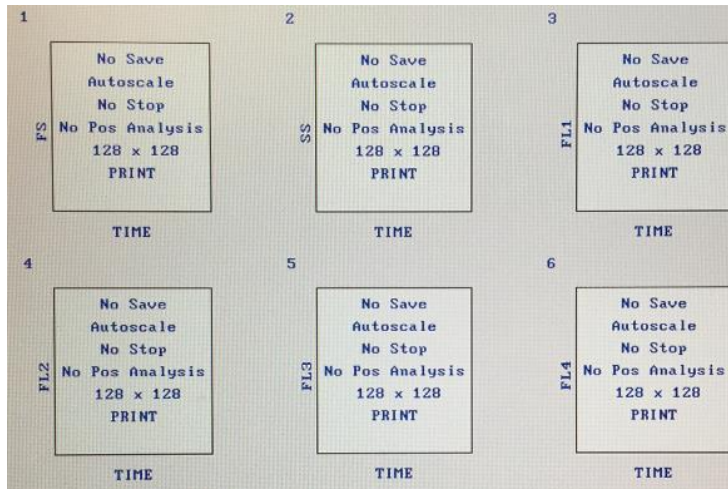 1
No Save
Autoscale
No Stop
No Pos Analysis
128 x 128
PRINT
FS
TIME
2
No Save
Autoscale
No Stop
No Pos Analysis
128 x 128
PRINT
SS
TIME
3
No Save
Autoscale
No Stop
No Pos Analysis
128 x 128
PRINT
FL1
TIME
4
No Save
Autoscale
No Stop
No Pos Analysis
128 x 128
PRINT
FL2
TIME
5
No Save
Autoscale
No Stop
No Pos Analysis
128 x 128
PRINT
FL3
TIME
6
No Save
Autoscale
No Stop
No Pos Analysis
128 x 128
PRINT
FL4
TIME